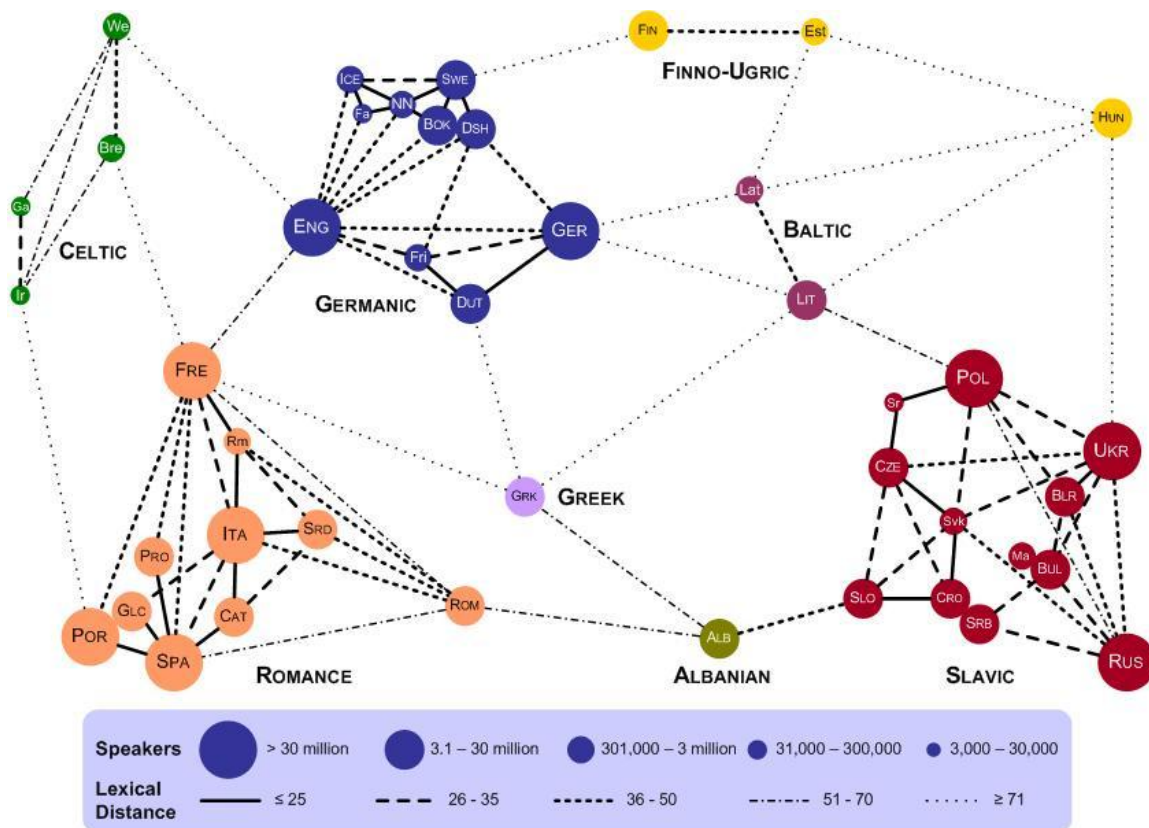 We
FIN
Est
FINNO-UGRIC
ICE
SWE
Fa
NN
BOK
DSH
HUN
Bre
Lat
BALTIC
Ga
ENG
GER
CELTIC
Fri
Ir
GERMANIC
DUT
LIT
FRE
POL
Sr
Rm
UKR
CZE
GRK
GREEK
BLR
ITA
SRD
Svk
PRO
Ma
BUL
GLC
CAT
ROM
SLO
CRO
SRB
POR
SPA
ALB
RUS
ROMANCE
ALBANIAN
SLAVIC
Speakers > 30 million 3.1 – 30 million 301,000 – 3 million 31,000 – 300,000 3,000 – 30,000
Lexical
Distance ≤ 25 26 - 35 36 - 50 51 - 70 ≥ 71